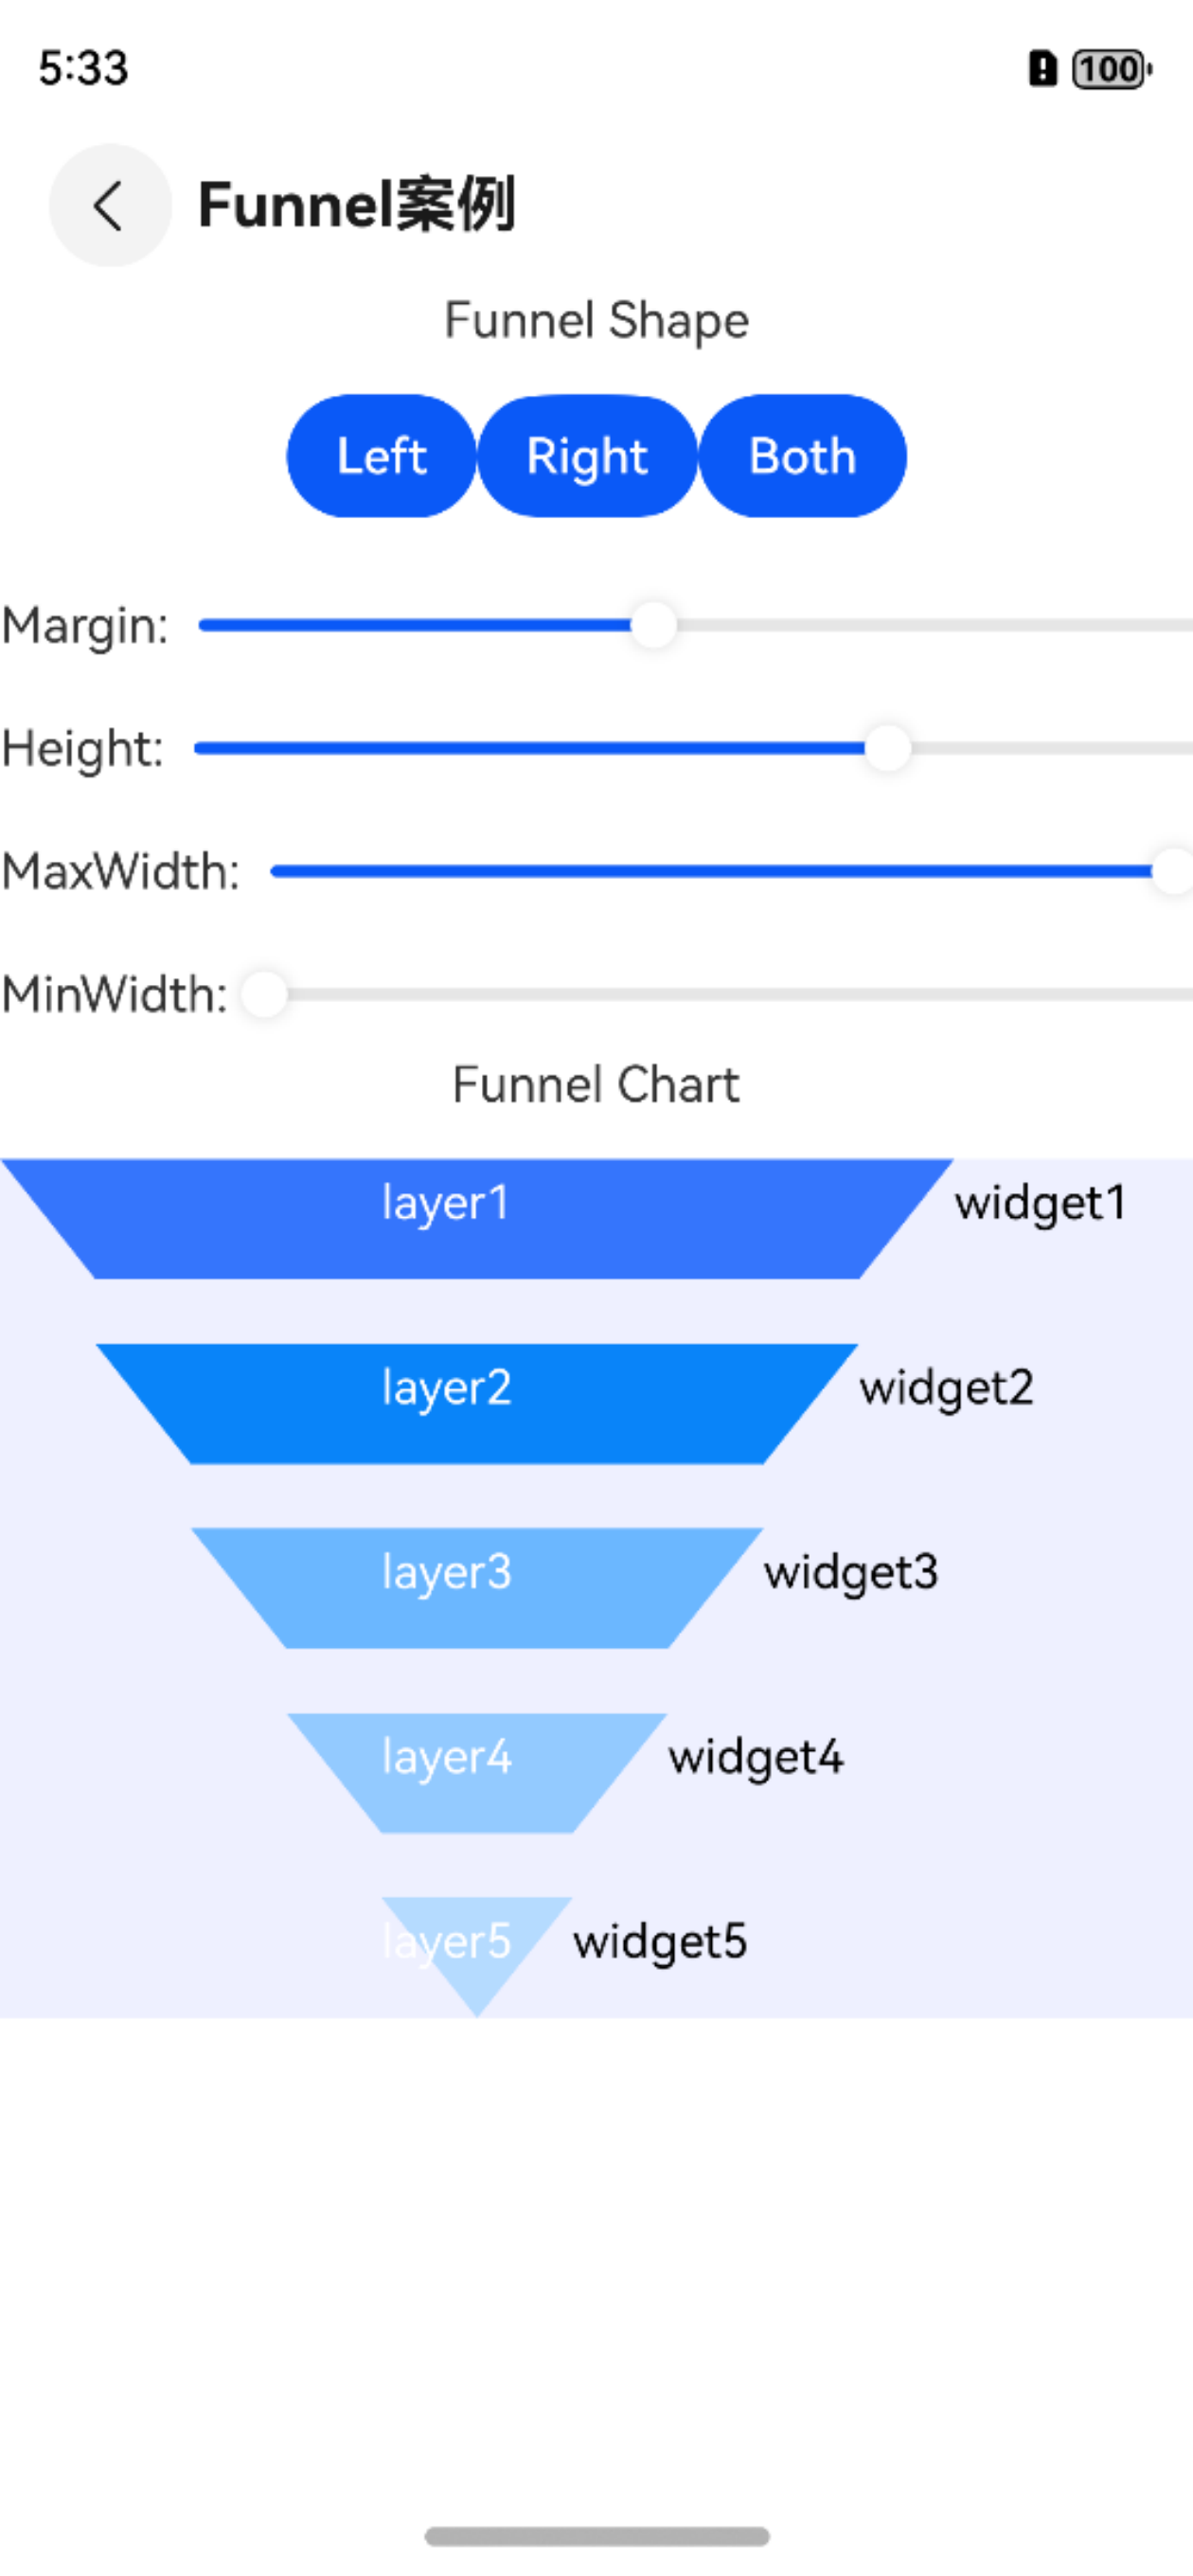 5:33
100
Funnel案例
Funnel Shape
Left Right Both
Margin:
Height:
MaxWidth:
MinWidth:
Funnel Chart
layer1 widget1
layer2 widget2
layer3 widget3
layer4 widget4
layer5 widget5